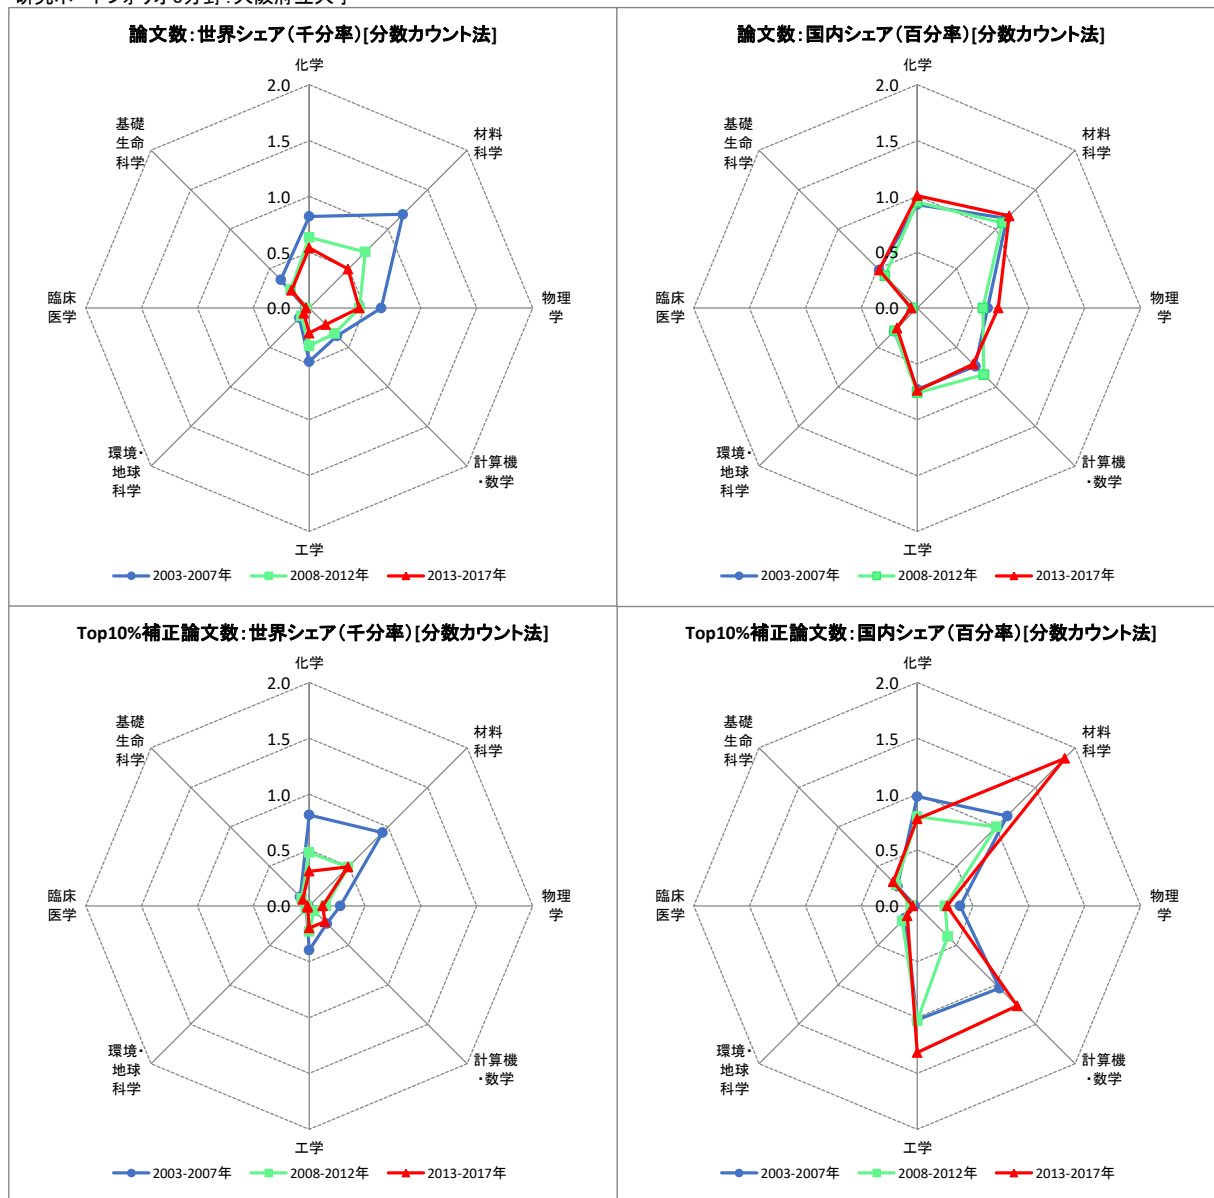 論文数：世界シェア（千分率）[分数カウント法]
化学
2.0
1.5
1.0
0.5
0.0
材料
科学
物理
学
計算機
・数学
工学
環境・
地球
科学
臨床
医学
基礎
生命
科学
2003-2007年 2008-2012年 2013-2017年
論文数：国内シェア（百分率）[分数カウント法]
化学
2.0
1.5
1.0
0.5
0.0
材料
科学
物理
学
計算機
・数学
工学
環境・
地球
科学
臨床
医学
基礎
生命
科学
2003-2007年 2008-2012年 2013-2017年
Top10%補正論文数：世界シェア（千分率）[分数カウント法]
化学
2.0
1.5
1.0
0.5
0.0
材料
科学
物理
学
計算機
・数学
工学
環境・
地球
科学
臨床
医学
基礎
生命
科学
2003-2007年 2008-2012年 2013-2017年
Top10%補正論文数：国内シェア（百分率）[分数カウント法]
化学
2.0
1.5
1.0
0.5
0.0
材料
科学
物理
学
計算機
・数学
工学
環境・
地球
科学
臨床
医学
基礎
生命
科学
2003-2007年 2008-2012年 2013-2017年